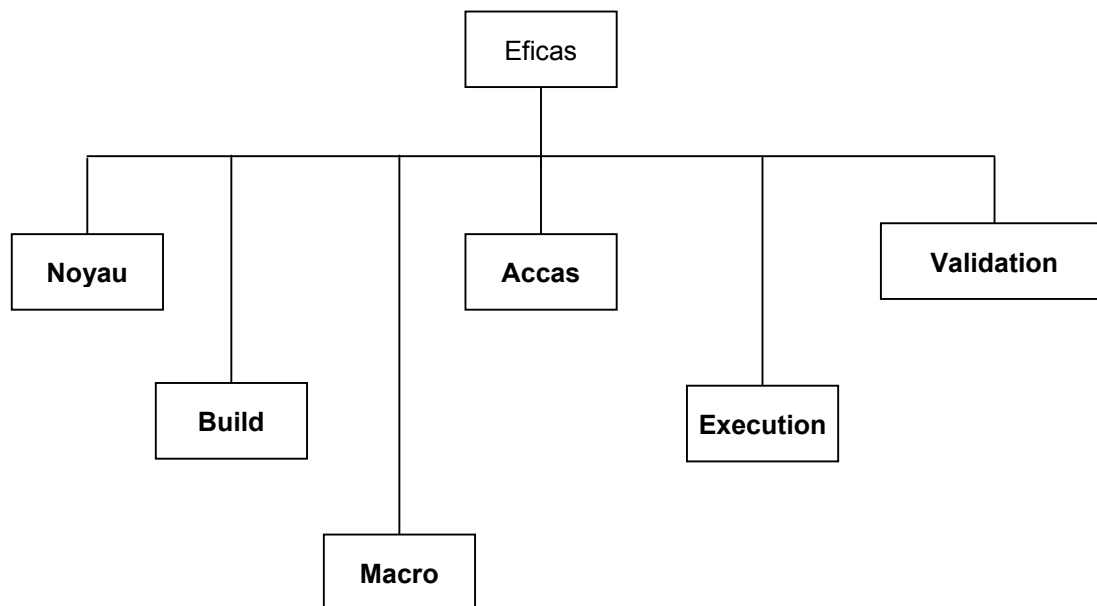 Eficas
Noyau
Accas
Validation
Build
Execution
Macro